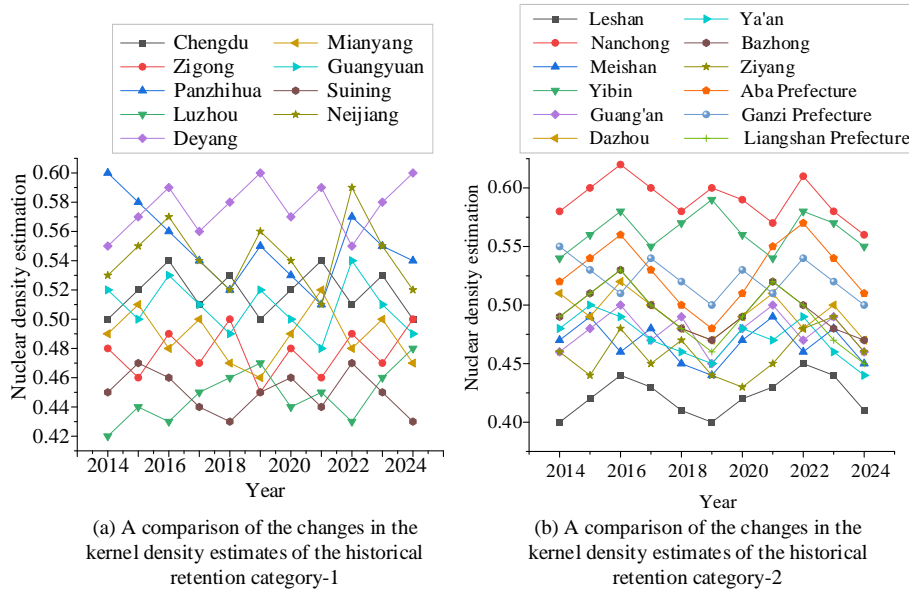 Chengdu
Zigong
Panzhihua
Luzhou
Deyang
Mianyang
Guangyuan
Suining
Neijiang
Nuclear density estimation
0.60
0.58
0.56
0.54
0.52
0.50
0.48
0.46
0.44
0.42
2014 2016 2018 2020 2022 2024
Year
(a) A comparison of the changes in the
kernel density estimates of the historical
retention category-1
Leshan
Nanchong
Meishan
Yibin
Guang'an
Dazhou
Ya'an
Bazhong
Ziyang
Aba Prefecture
Ganzi Prefecture
Liangshan Prefecture
Nuclear density estimation
0.60
0.55
0.50
0.45
0.40
2014 2016 2018 2020 2022 2024
Year
(b) A comparison of the changes in the
kernel density estimates of the historical
retention category-2